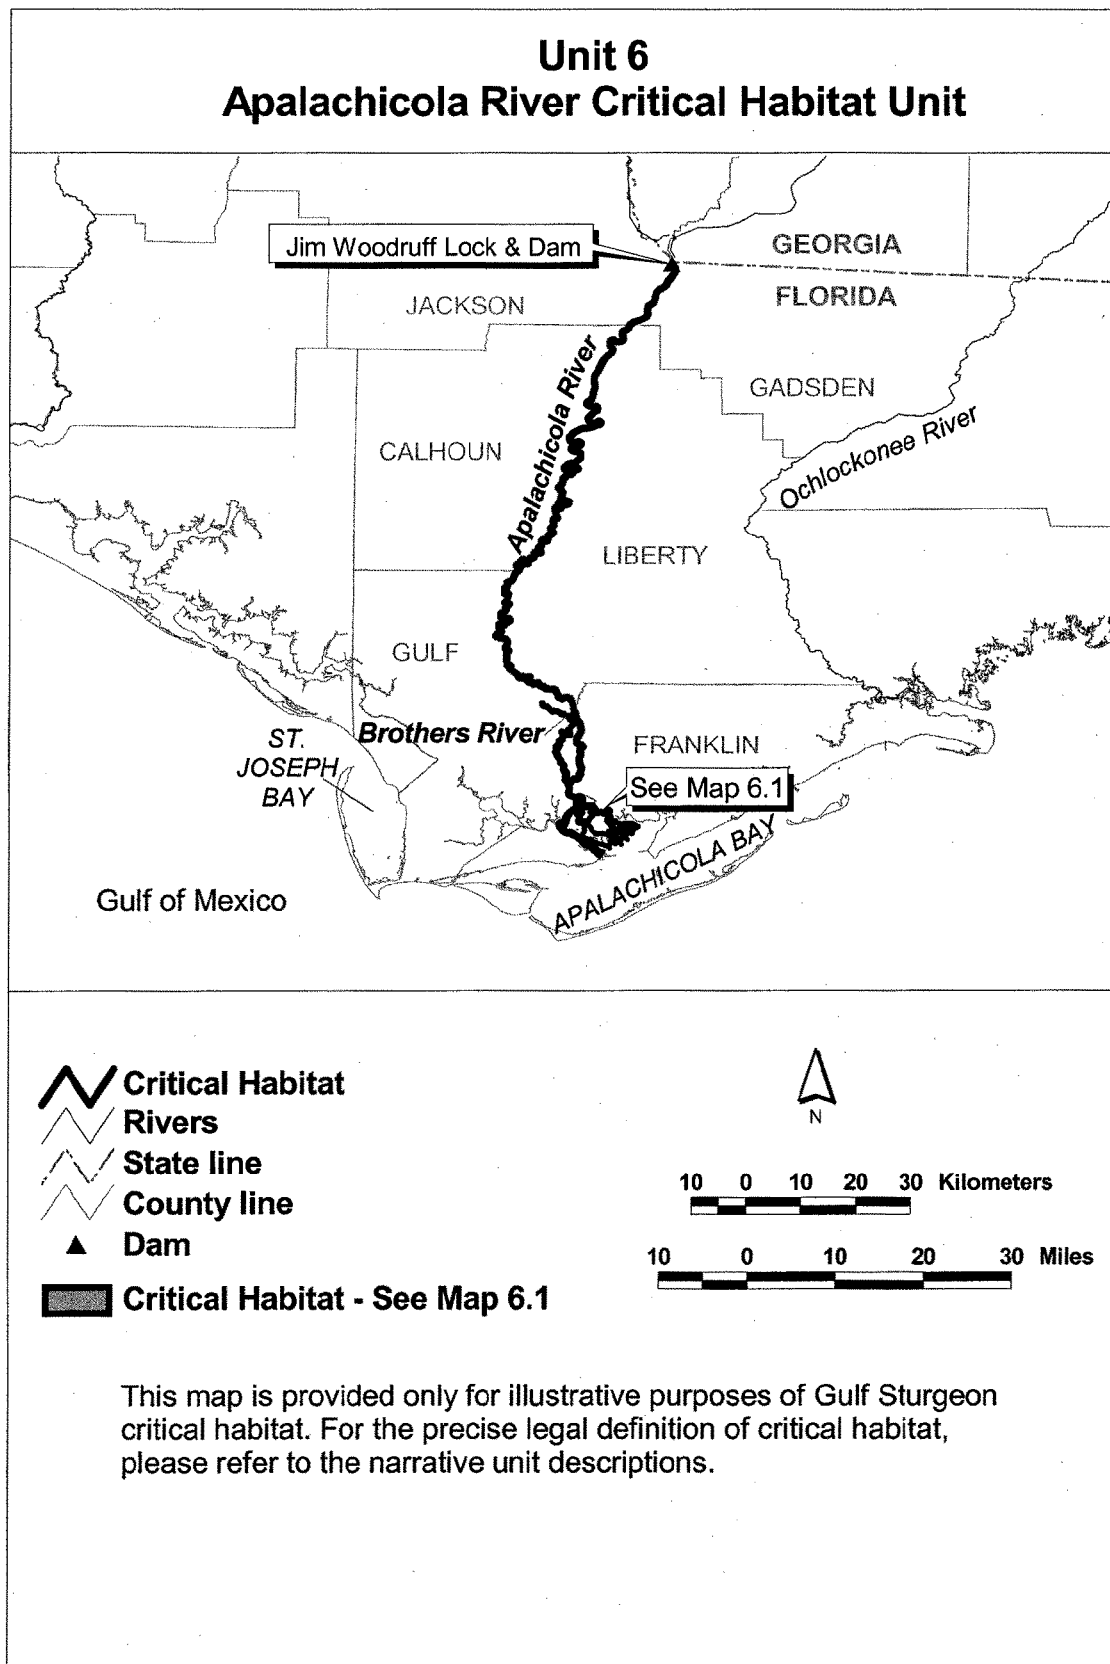 Unit 6
Apalachicola River Critical Habitat Unit
Jim Woodruff Lock & Dam
GEORGIA
FLORIDA
JACKSON
GADSDEN
Apalachicola River
CALHOUN
Ochlockonee River
LIBERTY
GULF
Brothers River
FRANKLIN
ST.
JOSEPH
BAY
See Map 6.1
APALACHICOLA BAY
Gulf of Mexico
Critical Habitat
Rivers
State line
County line
Dam
Critical Habitat - See Map 6.1
N
10 0 10 20 30 Kilometers
10 0 10 20 30 Miles
This map is provided only for illustrative purposes of Gulf Sturgeon
critical habitat. For the precise legal definition of critical habitat,
please refer to the narrative unit descriptions.